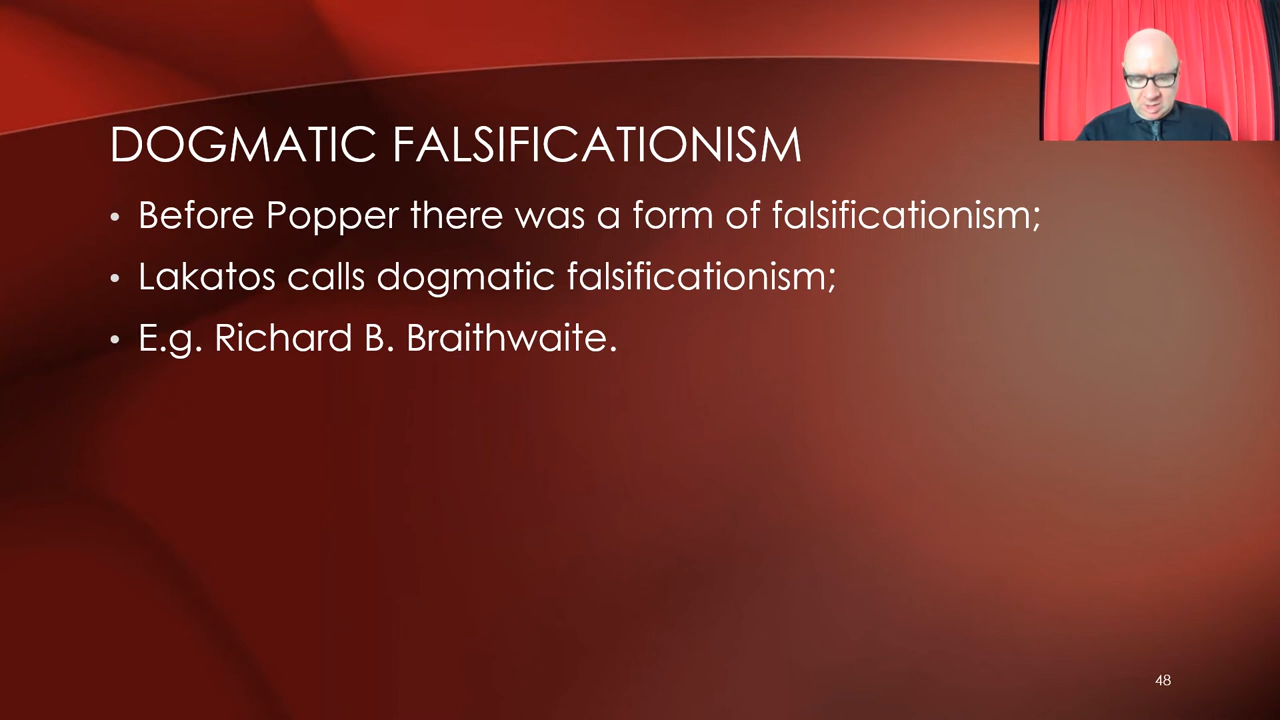 DOGMATIC FALSIFICATIONISM
• Before Popper there was a form of falsificationism;
• Lakatos calls dogmatic falsificationism;
• E.g. Richard B. Braithwaite.
48